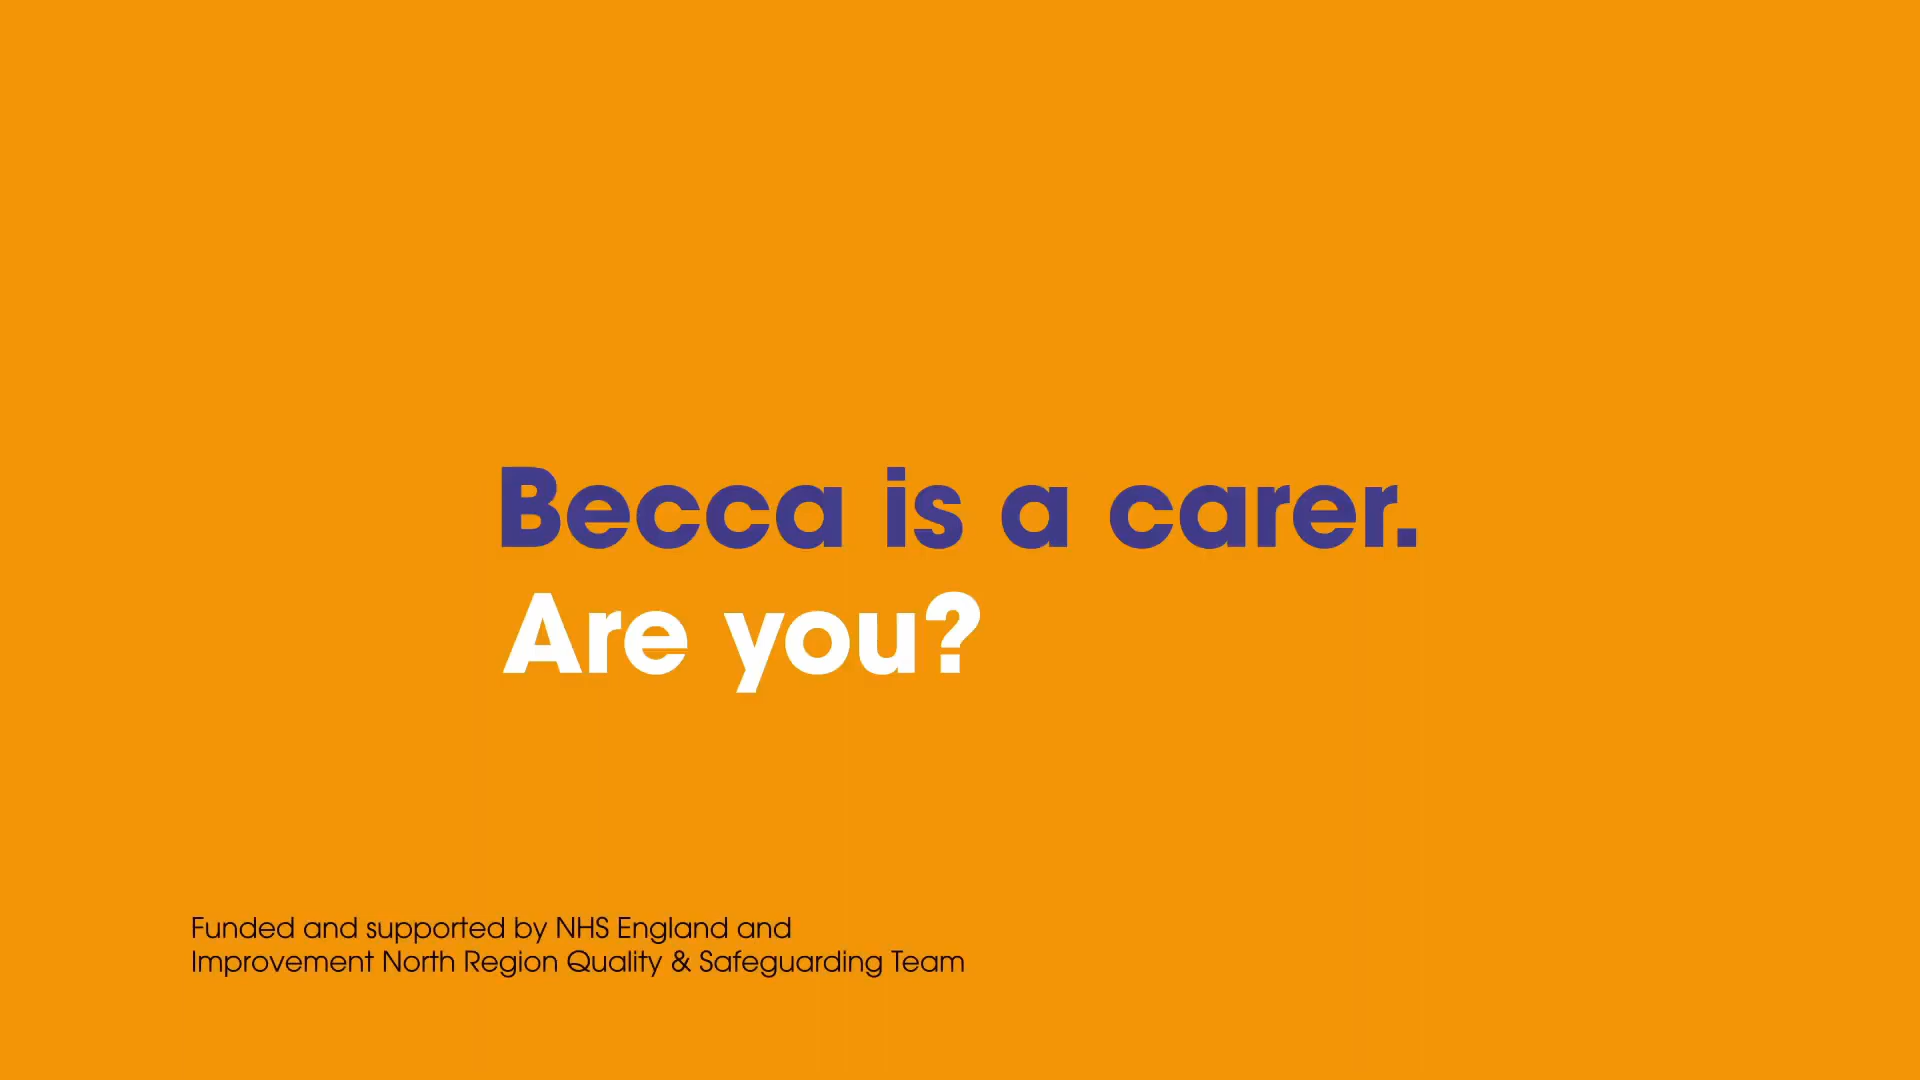 Becca is a carer.
Are you?
Funded and supported by NHS England and
Improvement North Region Quality & Safeguarding Team